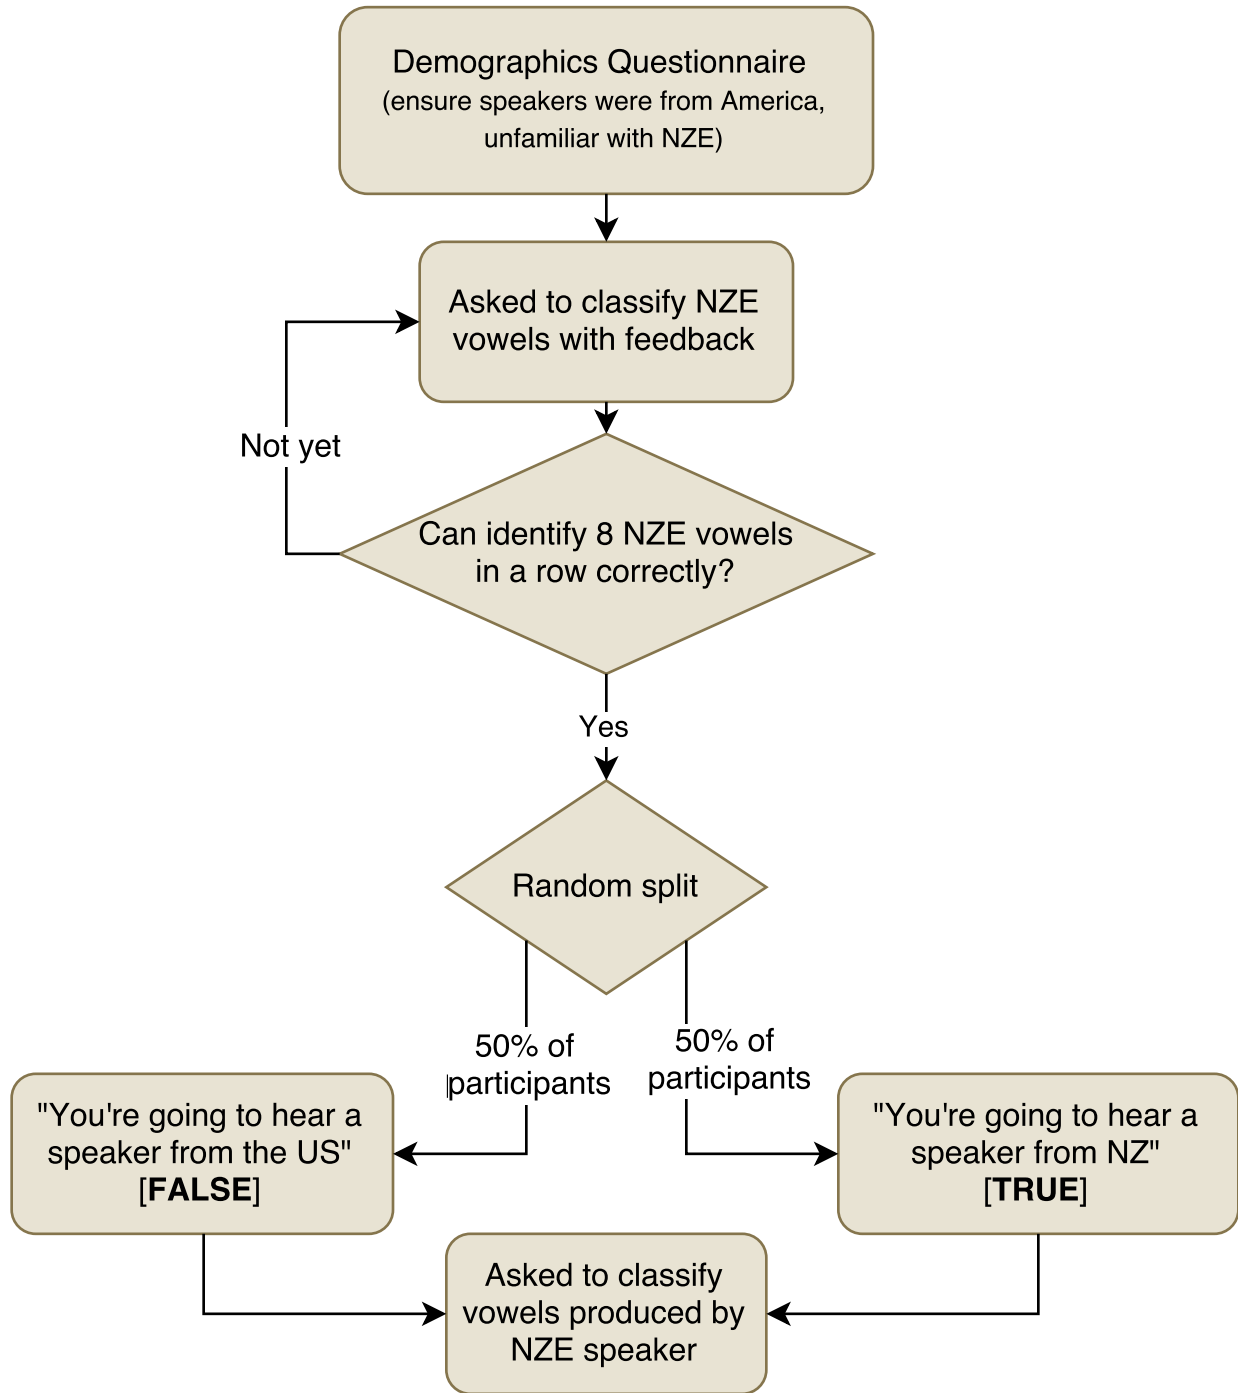 Demographics Questionnaire
(ensure speakers were from America,
unfamiliar with NZE)
Asked to classify NZE
vowels with feedback
Not yet
Can identify 8 NZE vowels
in a row correctly?
Yes
Random split
50% of
participants
50% of
participants
"You're going to hear a
speaker from the US"
[FALSE]
"You're going to hear a
speaker from NZ"
[TRUE]
Asked to classify
vowels produced by
NZE speaker